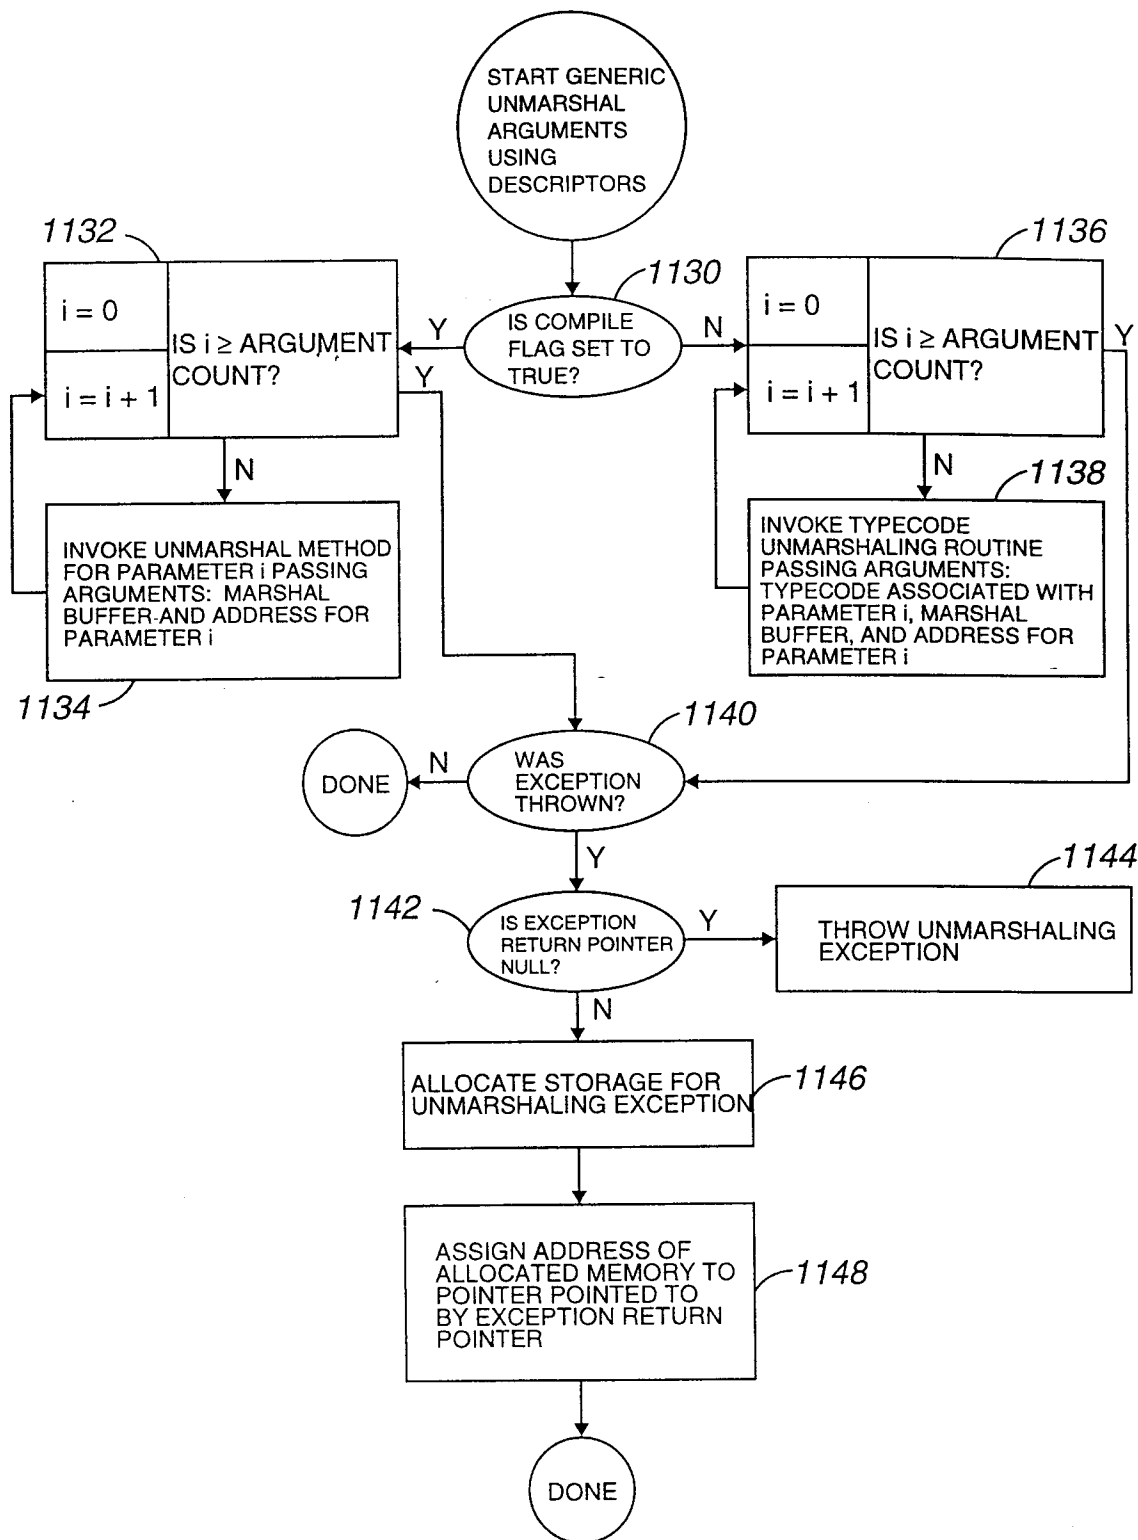 START GENERIC
UNMARSHAL
ARGUMENTS
USING
DESCRIPTORS
1132
i = 0
i = i + 1
IS i ≥ ARGUMENT
COUNT?
Y
N
1130
IS COMPILE
FLAG SET TO
TRUE?
Y
N
1136
i = 0
i = i + 1
IS i ≥ ARGUMENT
COUNT?
Y
N
INVOKE UNMARSHAL METHOD
FOR PARAMETER i PASSING
ARGUMENTS: MARSHAL
BUFFER AND ADDRESS FOR
PARAMETER i
1134
1138
INVOKE TYPECODE
UNMARSHALING ROUTINE
PASSING ARGUMENTS:
TYPECODE ASSOCIATED WITH
PARAMETER i, MARSHAL
BUFFER, AND ADDRESS FOR
PARAMETER i
1140
WAS
EXCEPTION
THROWN?
N
DONE
Y
1142
IS EXCEPTION
RETURN POINTER
NULL?
Y
1144
THROW UNMARSHALING
EXCEPTION
N
ALLOCATE STORAGE FOR
UNMARSHALING EXCEPTION
1146
ASSIGN ADDRESS OF
ALLOCATED MEMORY TO
POINTER POINTED TO
BY EXCEPTION RETURN
POINTER
1148
DONE